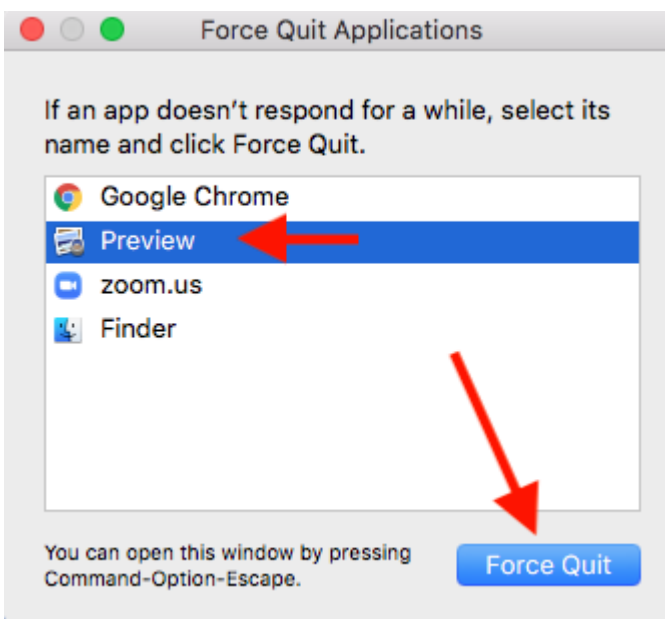 Force Quit Applications
If an app doesn’t respond for a while, select its
name and click Force Quit.
Google Chrome
Preview
zoom.us
Finder
You can open this window by pressing
Command-Option-Escape.
Force Quit